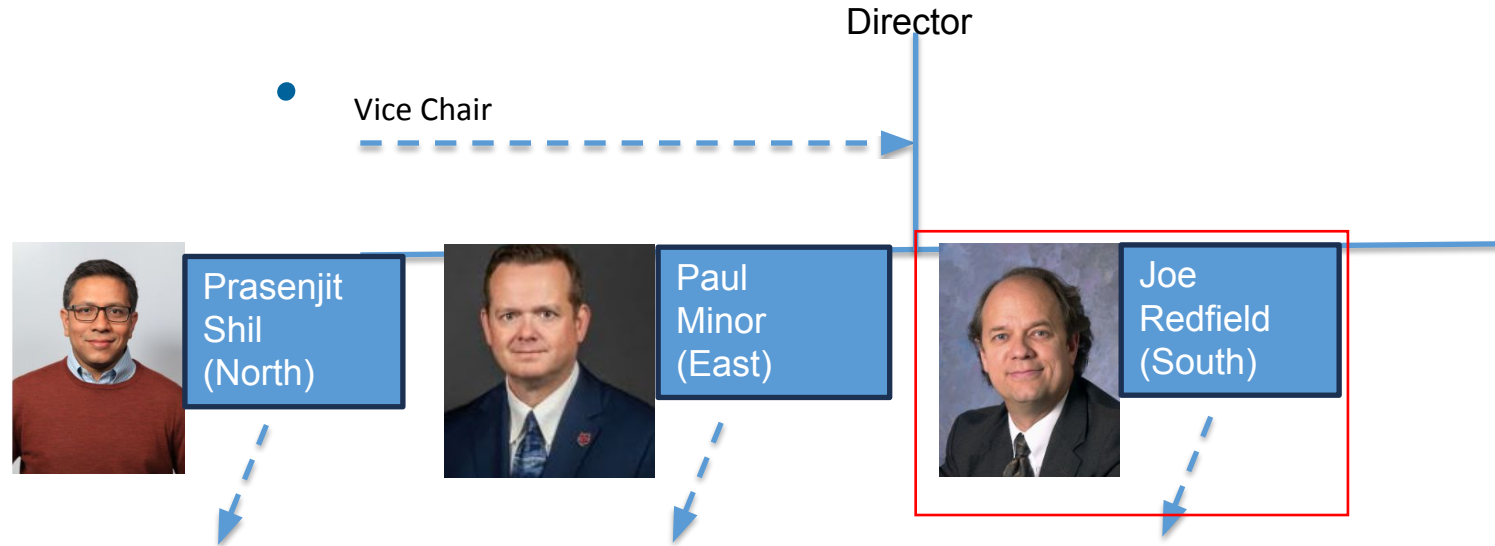 Director
Vice Chair
Prasenjit
Shil
(North)
Paul
Minor
(East)
Joe
Redfield
(South)